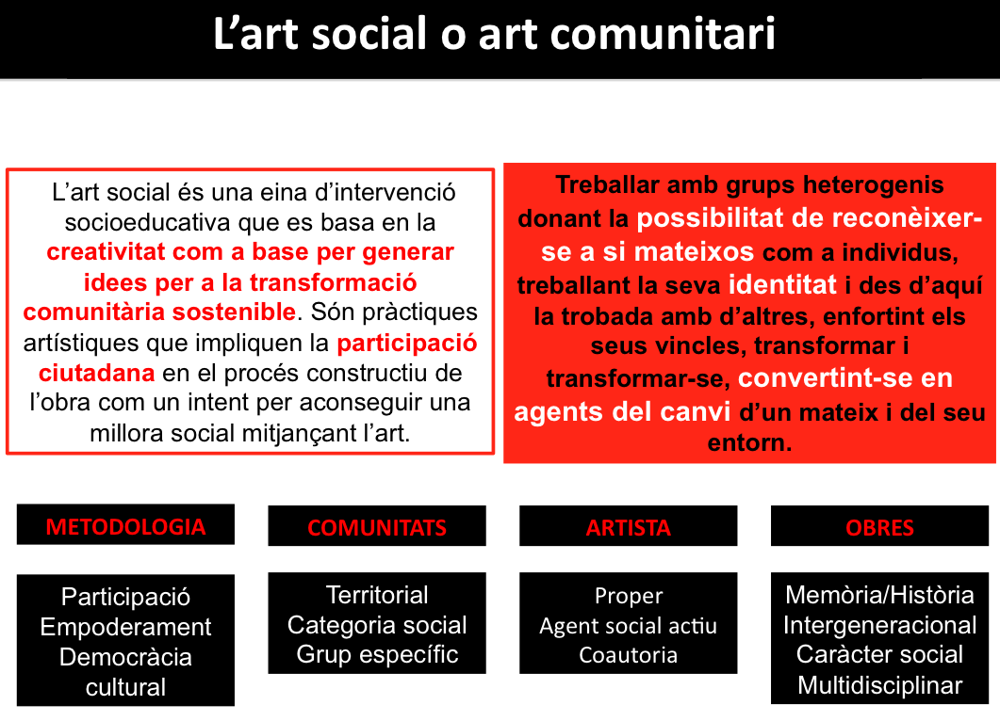 L’art social o art comunitari
L’art social és una eina d’intervenció
socioeducativa que es basa en la
creativitat com a base per generar
idees per a la transformació
comunitària sostenible. Són pràctiques
artístiques que impliquen la participació
ciutadana en el procés constructiu de
l’obra com un intent per aconseguir una
millora social mitjançant l’art.
Treballar amb grups heterogenis
donant la possibilitat de reconèixer-
se a si mateixos com a individus,
treballant la seva identitat i des d’aquí
la trobada amb d’altres, enfortint els
seus vincles, transformar i
transformar-se, convertint-se en
agents del canvi d’un mateix i del seu
entorn.
METODOLOGIA
Participació
Empoderament
Democràcia
cultural
COMUNITATS
Territorial
Categoria social
Grup específic
ARTISTA
Proper
Agent social actiu
Coautoria
OBRES
Memòria/Història
Intergeneracional
Caràcter social
Multidisciplinar